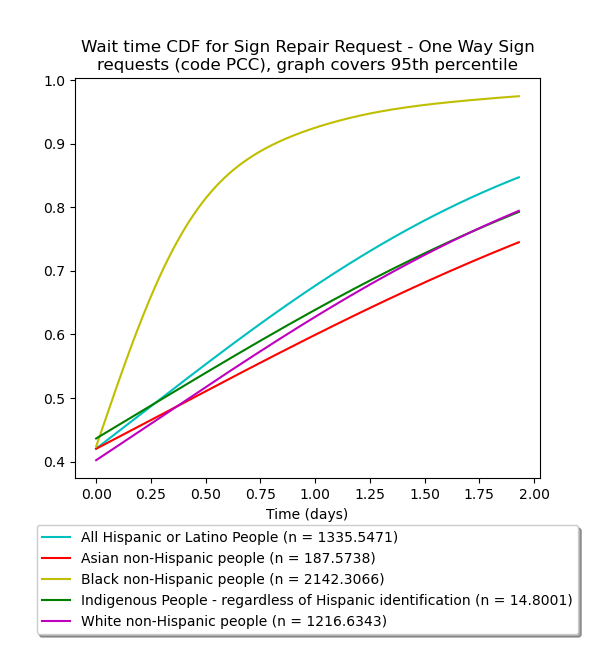 Wait time CDF for Sign Repair Request - One Way Sign
requests (code PCC), graph covers 95th percentile
1.0
0.9
0.8
0.7
0.6
0.5
0.4
0.00 0.25 0.50 0.75 1.00 1.25 1.50 1.75 2.00
Time (days)
All Hispanic or Latino People (n = 1335.5471)
Asian non-Hispanic people (n = 187.5738)
Black non-Hispanic people (n = 2142.3066)
Indigenous People - regardless of Hispanic identification (n = 14.8001)
White non-Hispanic people (n = 1216.6343)